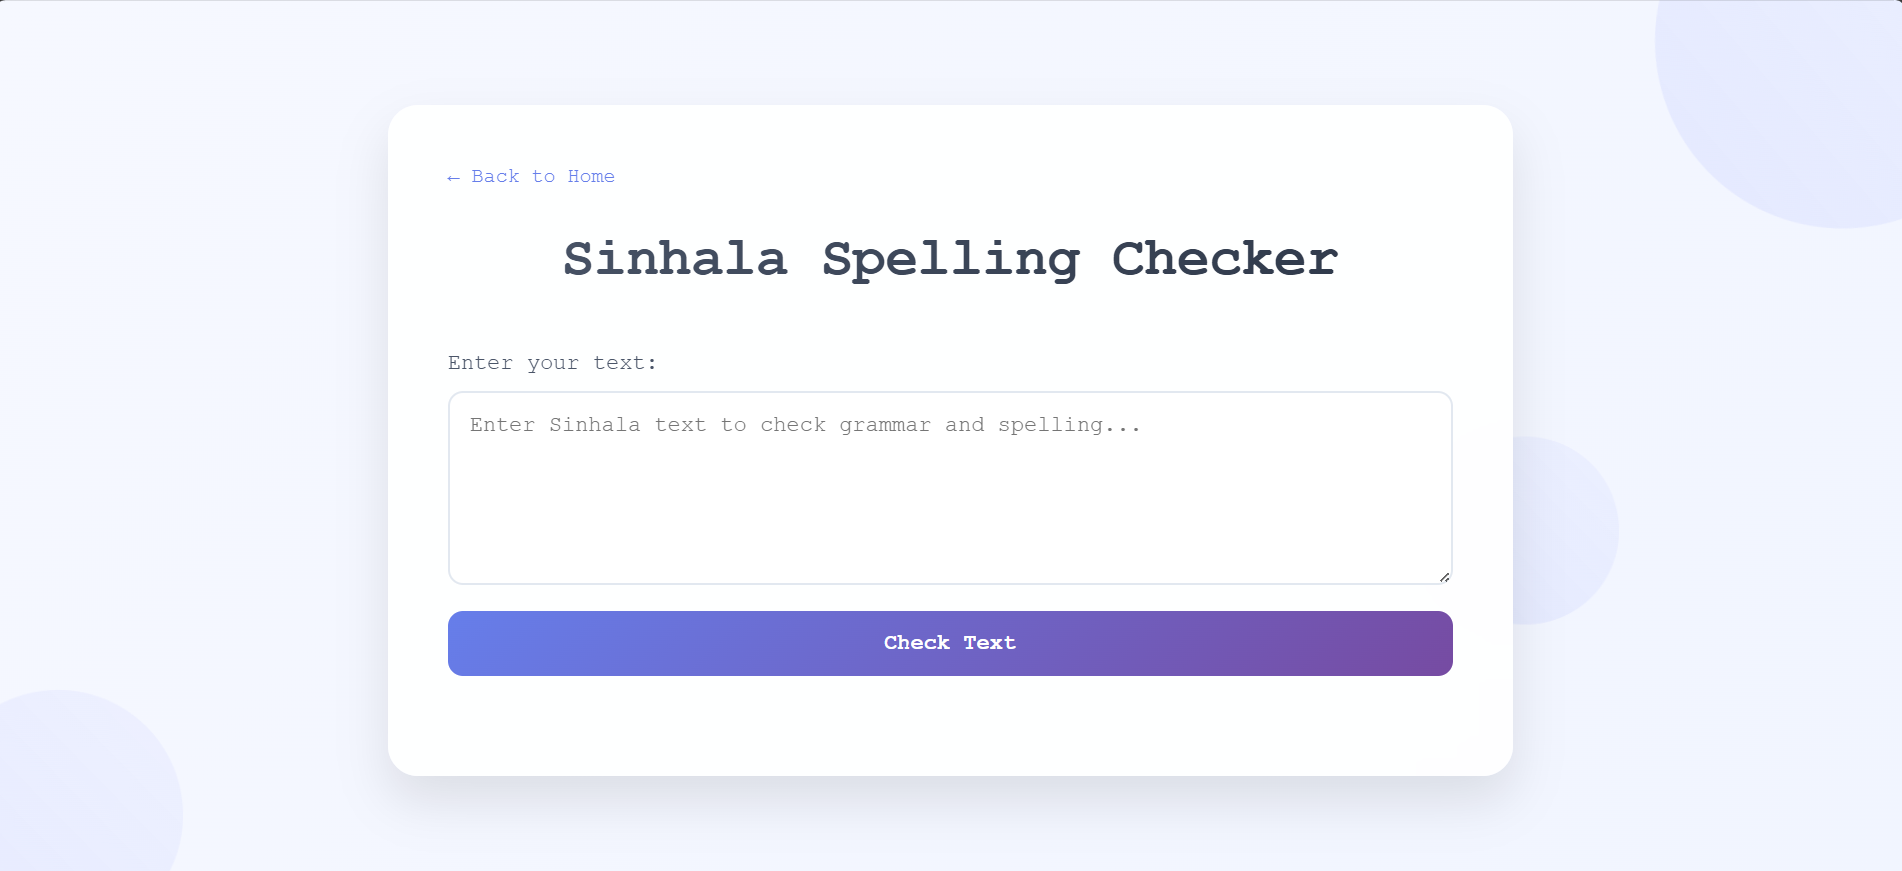 ← Back to Home
Sinhala Spelling Checker
Enter your text:
Enter Sinhala text to check grammar and spelling...
Check Text